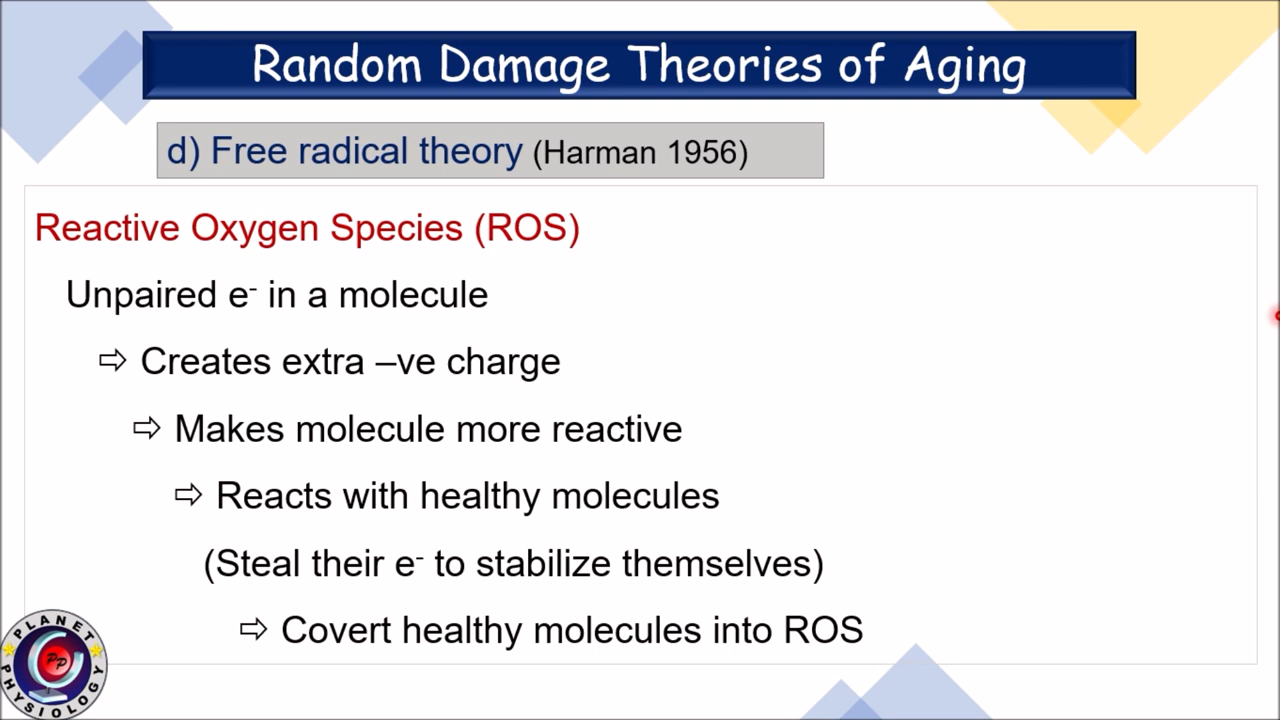 Random Damage Theories of Aging
d) Free radical theory (Harman 1956)
Reactive Oxygen Species (ROS)
Unpaired e⁻ in a molecule
⇨ Creates extra –ve charge
⇨ Makes molecule more reactive
⇨ Reacts with healthy molecules
(Steal their e⁻ to stabilize themselves)
⇨ Covert healthy molecules into ROS
PLANET
PP
PHYSIOLOGY